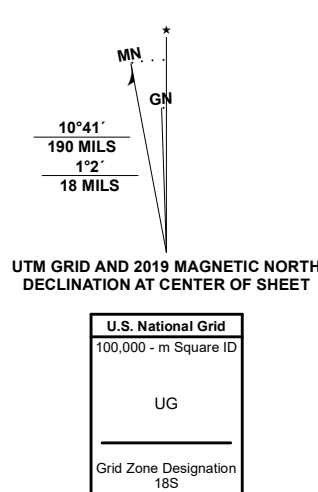 ★
MN
GN
10°41´
190 MILS
1°2´
18 MILS
UTM GRID AND 2019 MAGNETIC NORTH
DECLINATION AT CENTER OF SHEET
U.S. National Grid
100,000 - m Square ID
UG
Grid Zone Designation
18S